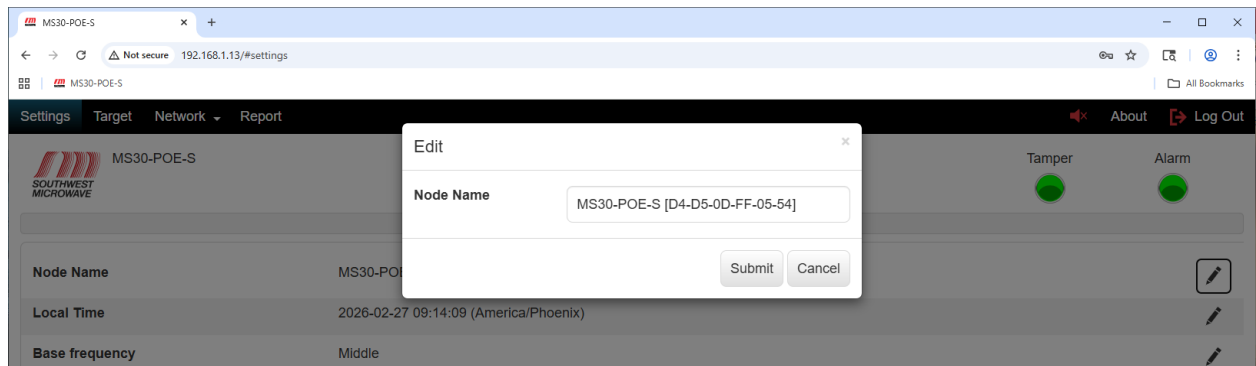 MS30-POE-S
Not secure 192.168.1.13/#settings
MS30-POE-S
All Bookmarks
Settings Target Network Report About Log Out
Edit
MS30-POE-S
Tamper Alarm
SOUTHWEST
MICROWAVE
Node Name MS30-POE-S [D4-D5-0D-FF-05-54]
Submit Cancel
Node Name MS30-POE
Local Time 2026-02-27 09:14:09 (America/Phoenix)
Base frequency Middle